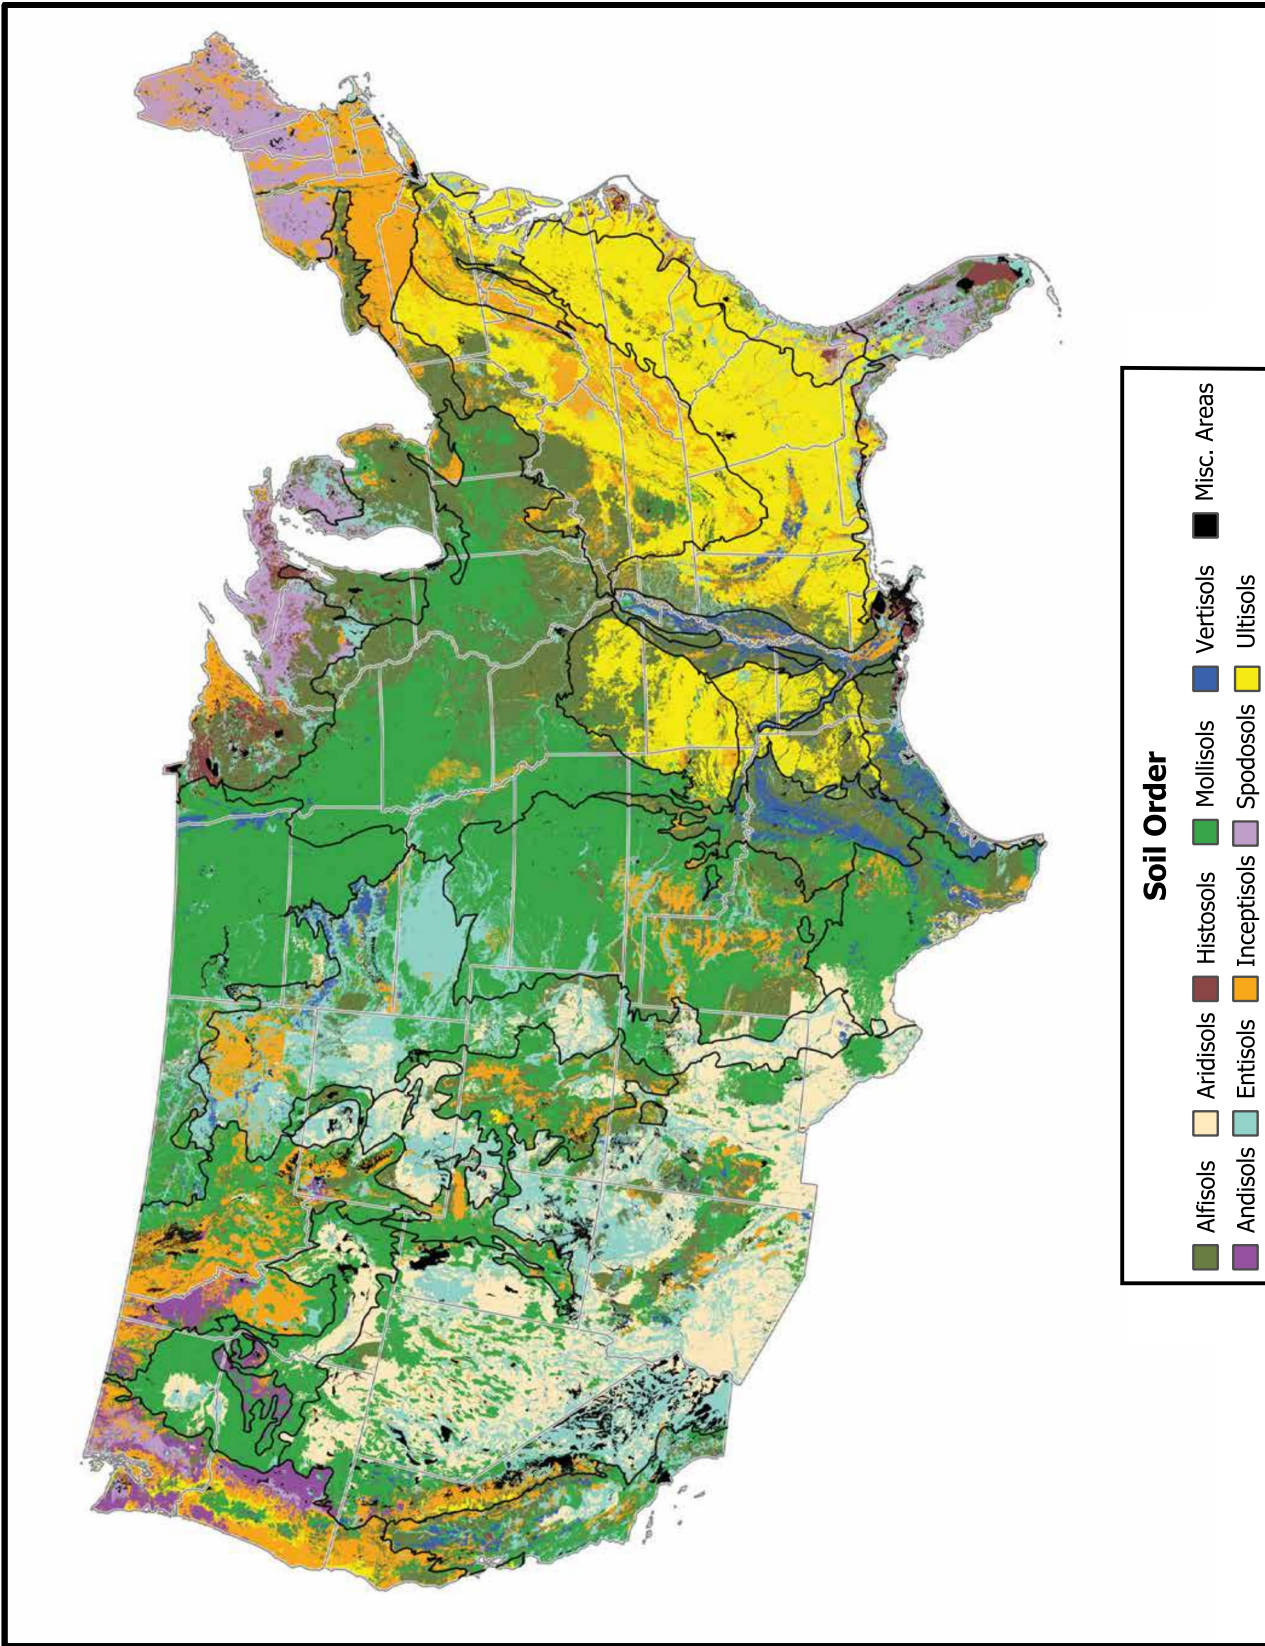 Soil Order
Alfisols Aridisols Histosols Mollisols Vertisols Misc. Areas
Andisols Entisols Inceptisols Spodosols Ultisols